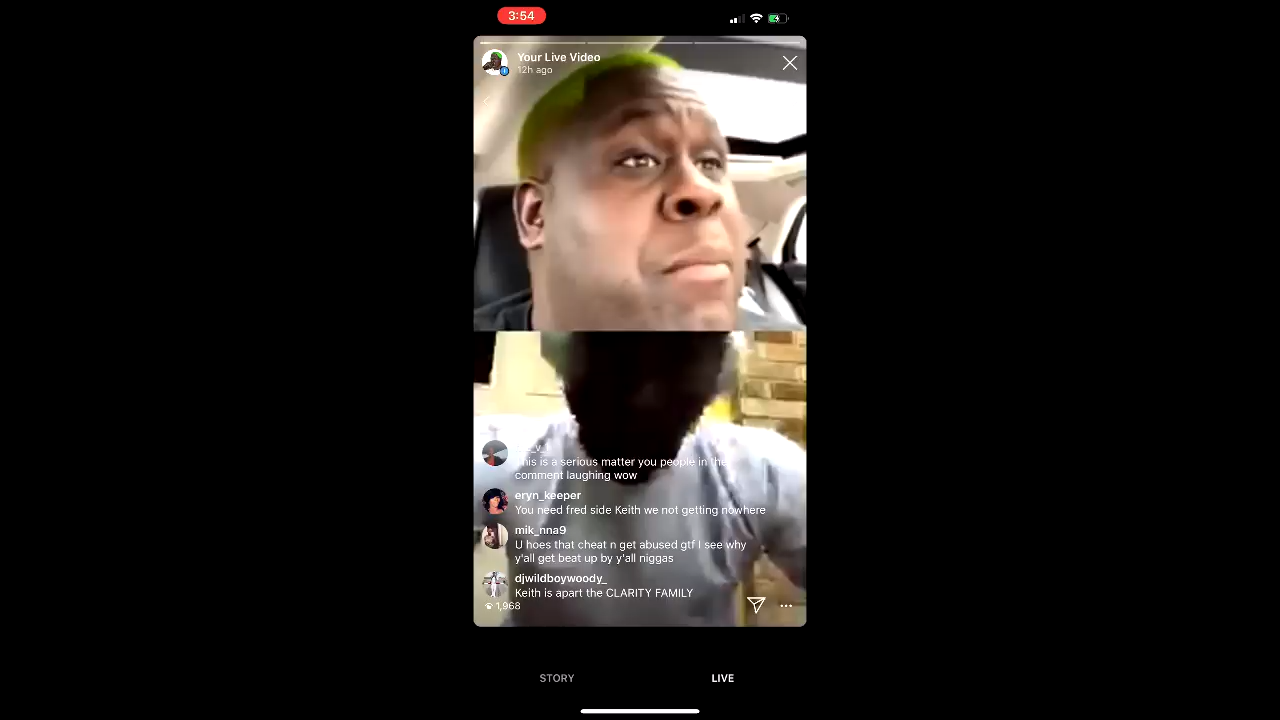 3:54
Your Live Video
12h ago
This is a serious matter you people in the
comment laughing wow
eryn_keeper
You need fred side Keith we not getting nowhere
mik_nna9
U hoes that cheat n get abused gtf I see why
y'all get beat up by y'all niggas
djwildboywoody_
Keith is apart the CLARITY FAMILY
1,968
STORY
LIVE